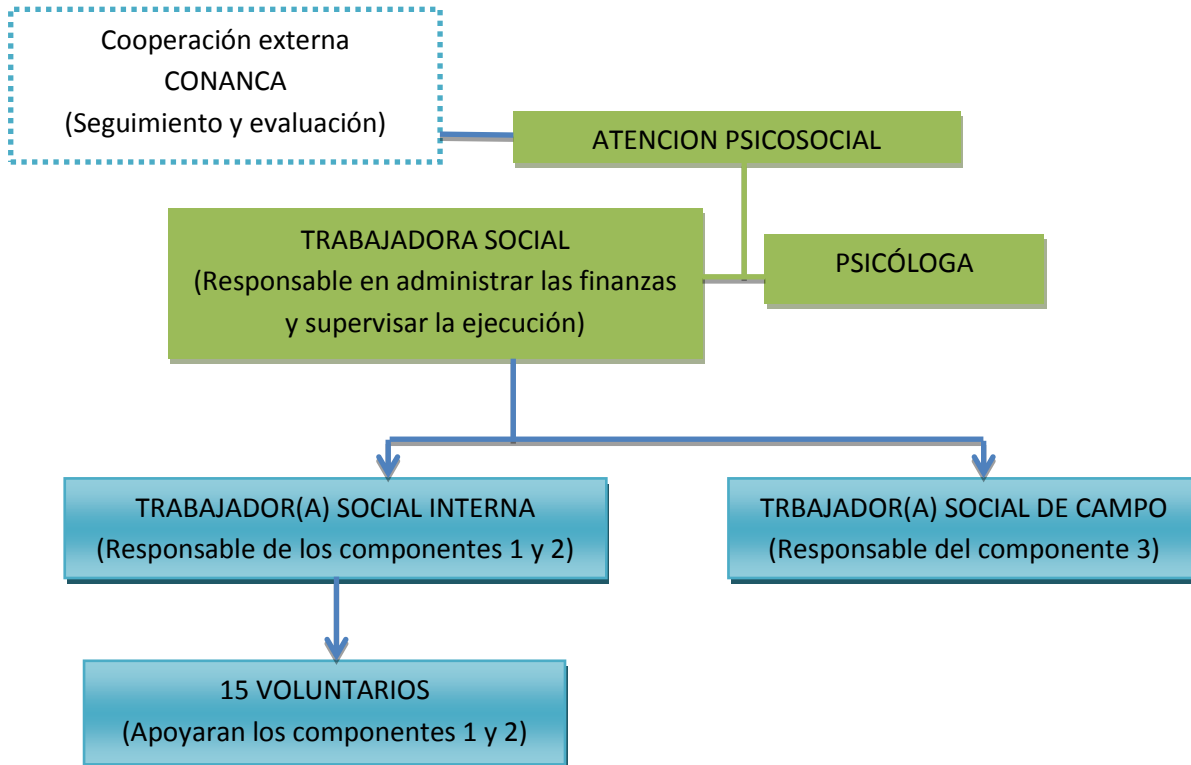 Cooperación externa
CONANCA
(Seguimiento y evaluación)
ATENCION PSICOSOCIAL
TRABAJADORA SOCIAL
(Responsable en administrar las finanzas
y supervisar la ejecución)
PSICÓLOGA
TRABAJADOR(A) SOCIAL INTERNA
(Responsable de los componentes 1 y 2)
TRBAJADOR(A) SOCIAL DE CAMPO
(Responsable del componente 3)
15 VOLUNTARIOS
(Apoyaran los componentes 1 y 2)